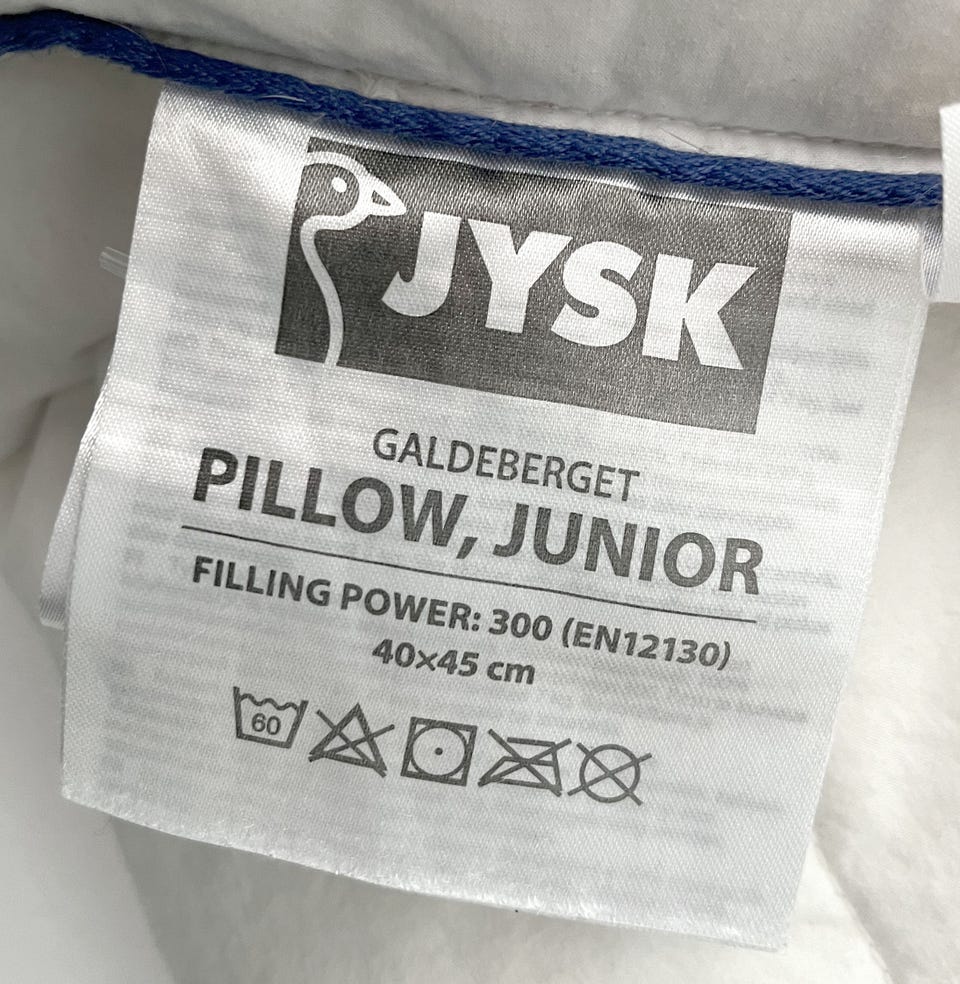 JYSK
GALDEBERGET
PILLOW, JUNIOR
FILLING POWER: 300 (EN12130)
40×45 cm
60